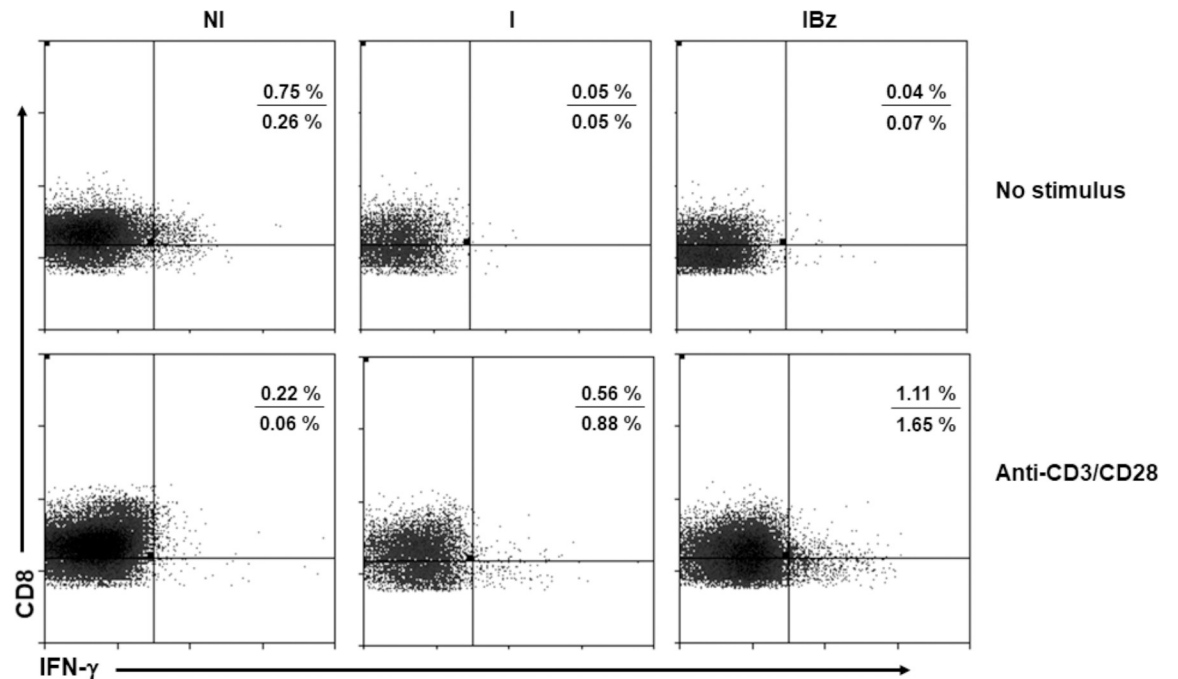 NI
I
IBz
0.75 %
0.26 %
0.05 %
0.05 %
0.04 %
0.07 %
No stimulus
0.22 %
0.06 %
0.56 %
0.88 %
1.11 %
1.65 %
Anti-CD3/CD28
CD8
IFN-γ